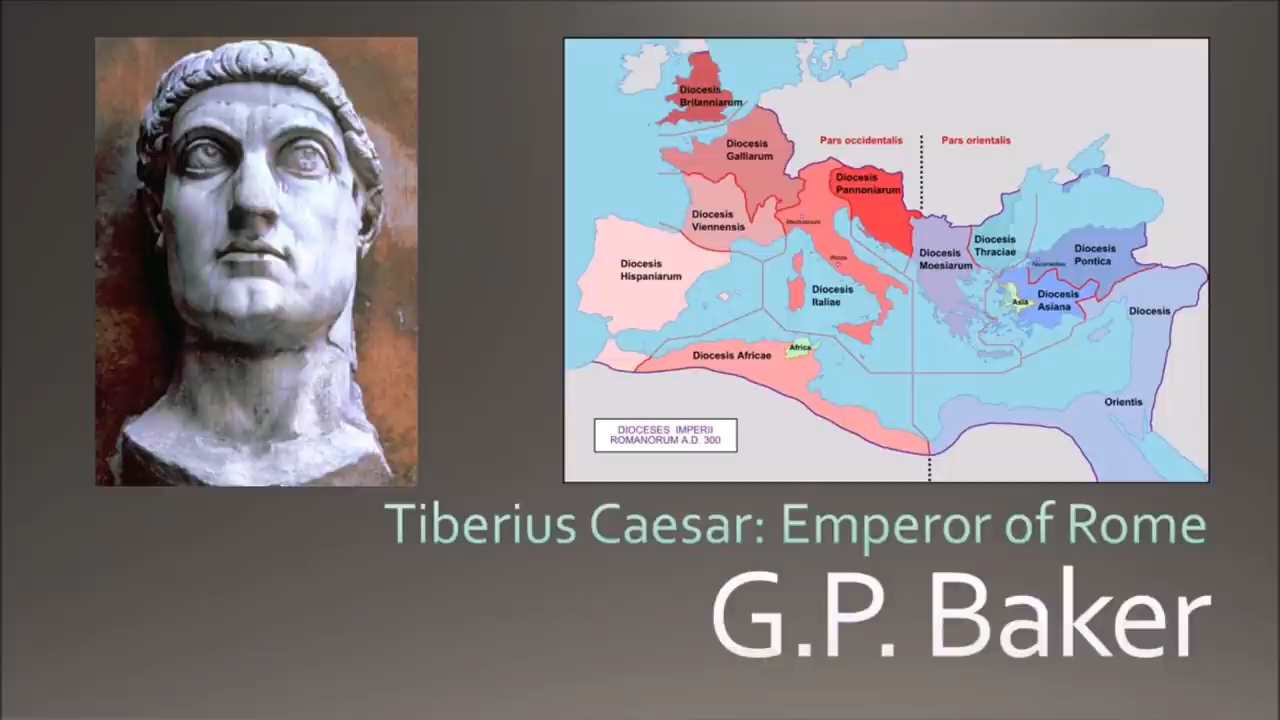 Diocesis
Britanniarum
Diocesis
Galliarum
Pars occidentalis
Pars orientalis
Diocesis
Pannoniarum
Diocesis
Viennensis
Diocesis
Hispaniarum
Diocesis
Italiae
Diocesis
Moesiarum
Diocesis
Thraciae
Diocesis
Pontica
Asia
Diocesis
Asiana
Diocesis
Orientis
Diocesis Africae
Africa
DIOCESES IMPERII
ROMANORUM A.D. 300
Tiberius Caesar: Emperor of Rome
G.P. Baker